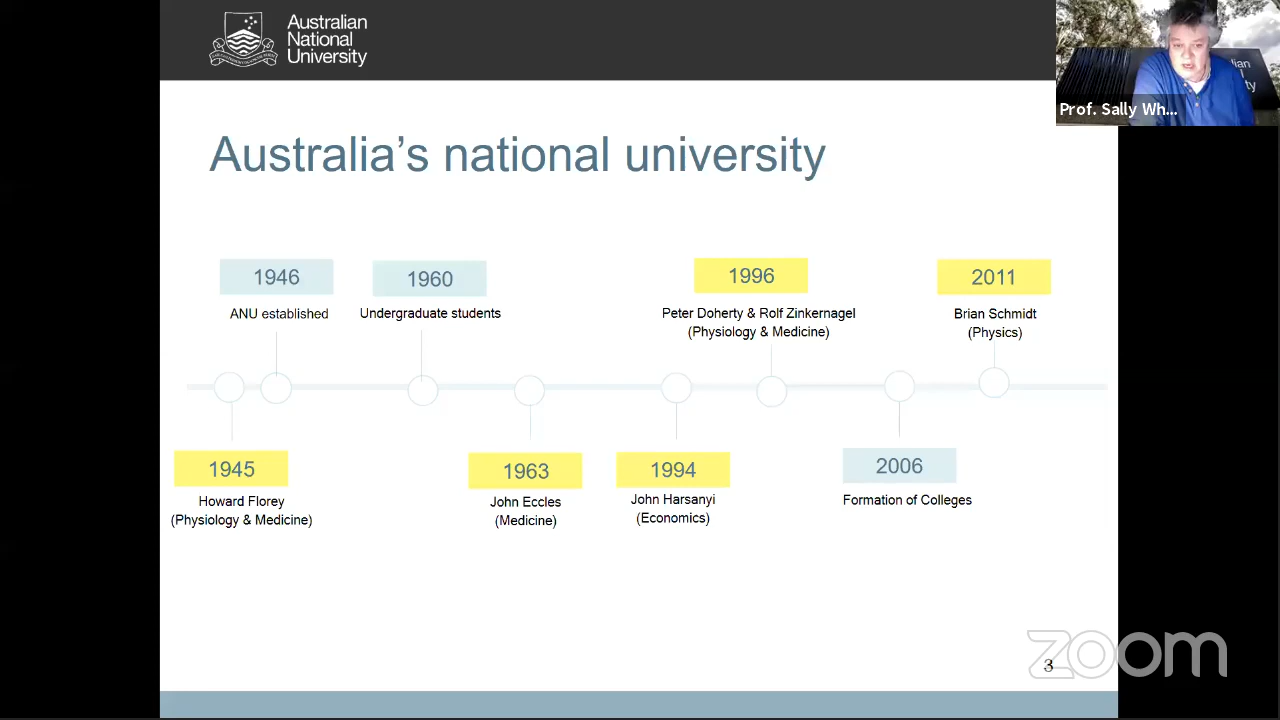 Australian
National
University
Prof. Sally Wh...
Australia's national university
1946
ANU established
1960
Undergraduate students
1996
Peter Doherty & Rolf Zinkernagel
(Physiology & Medicine)
2011
Brian Schmidt
(Physics)
1945
Howard Florey
(Physiology & Medicine)
1963
John Eccles
(Medicine)
1994
John Harsanyi
(Economics)
2006
Formation of Colleges
3
zoom